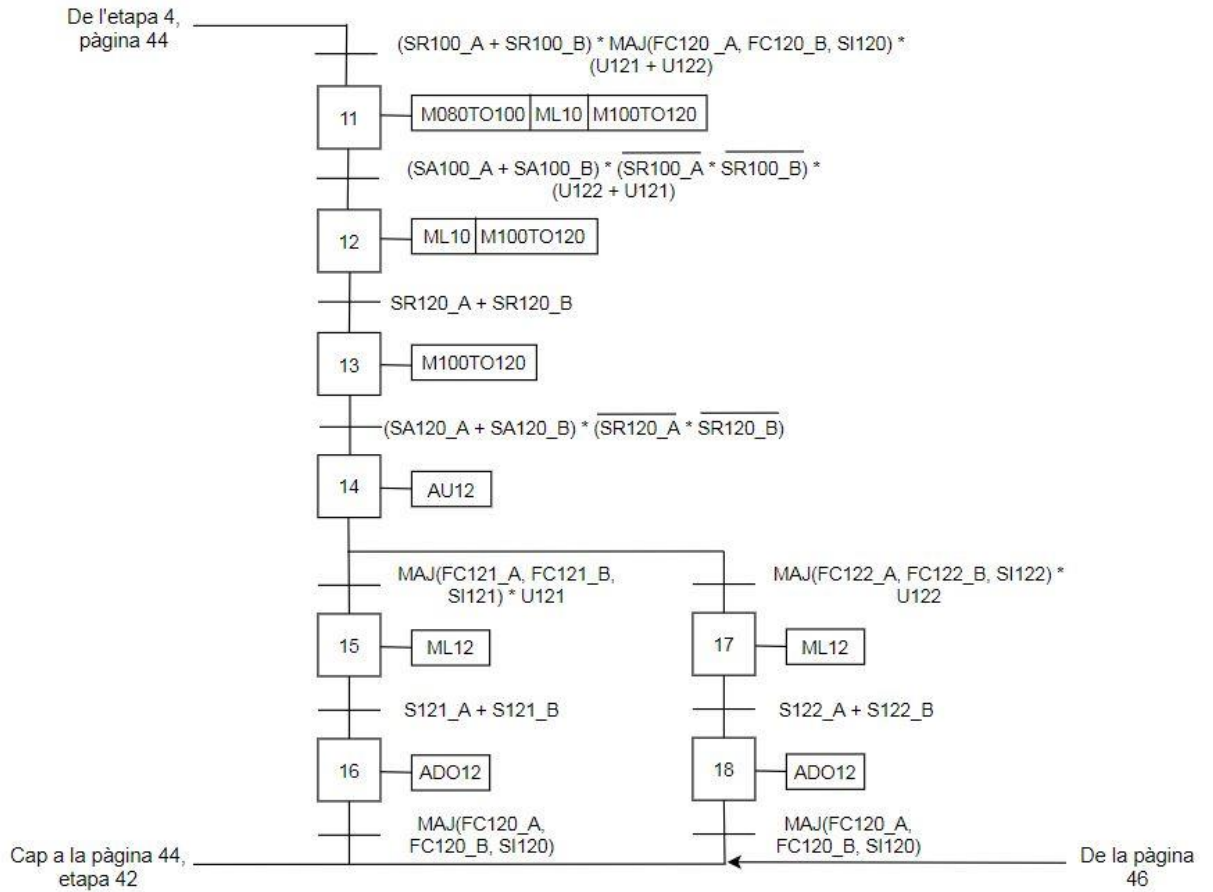 De l'etapa 4,
pàgina 44
(SR100_A + SR100_B) * MAJ(FC120 _A, FC120_B, SI120) *
(U121 + U122)
11
M080TO100 ML10 M100TO120
(SA100_A + SA100_B) * (SR100_A * SR100_B) *
(U122 + U121)
12
ML10 M100TO120
SR120_A + SR120_B
13
M100TO120
(SA120_A + SA120_B) * (SR120_A * SR120_B)
14
AU12
MAJ(FC121_A, FC121_B,
SI121) * U121
MAJ(FC122_A, FC122_B, SI122) *
U122
15
ML12
17
ML12
S121_A + S121_B
S122_A + S122_B
16
ADO12
18
ADO12
MAJ(FC120_A,
FC120_B, SI120)
MAJ(FC120_A,
FC120_B, SI120)
Cap a la pàgina 44,
etapa 42
De la pàgina
46